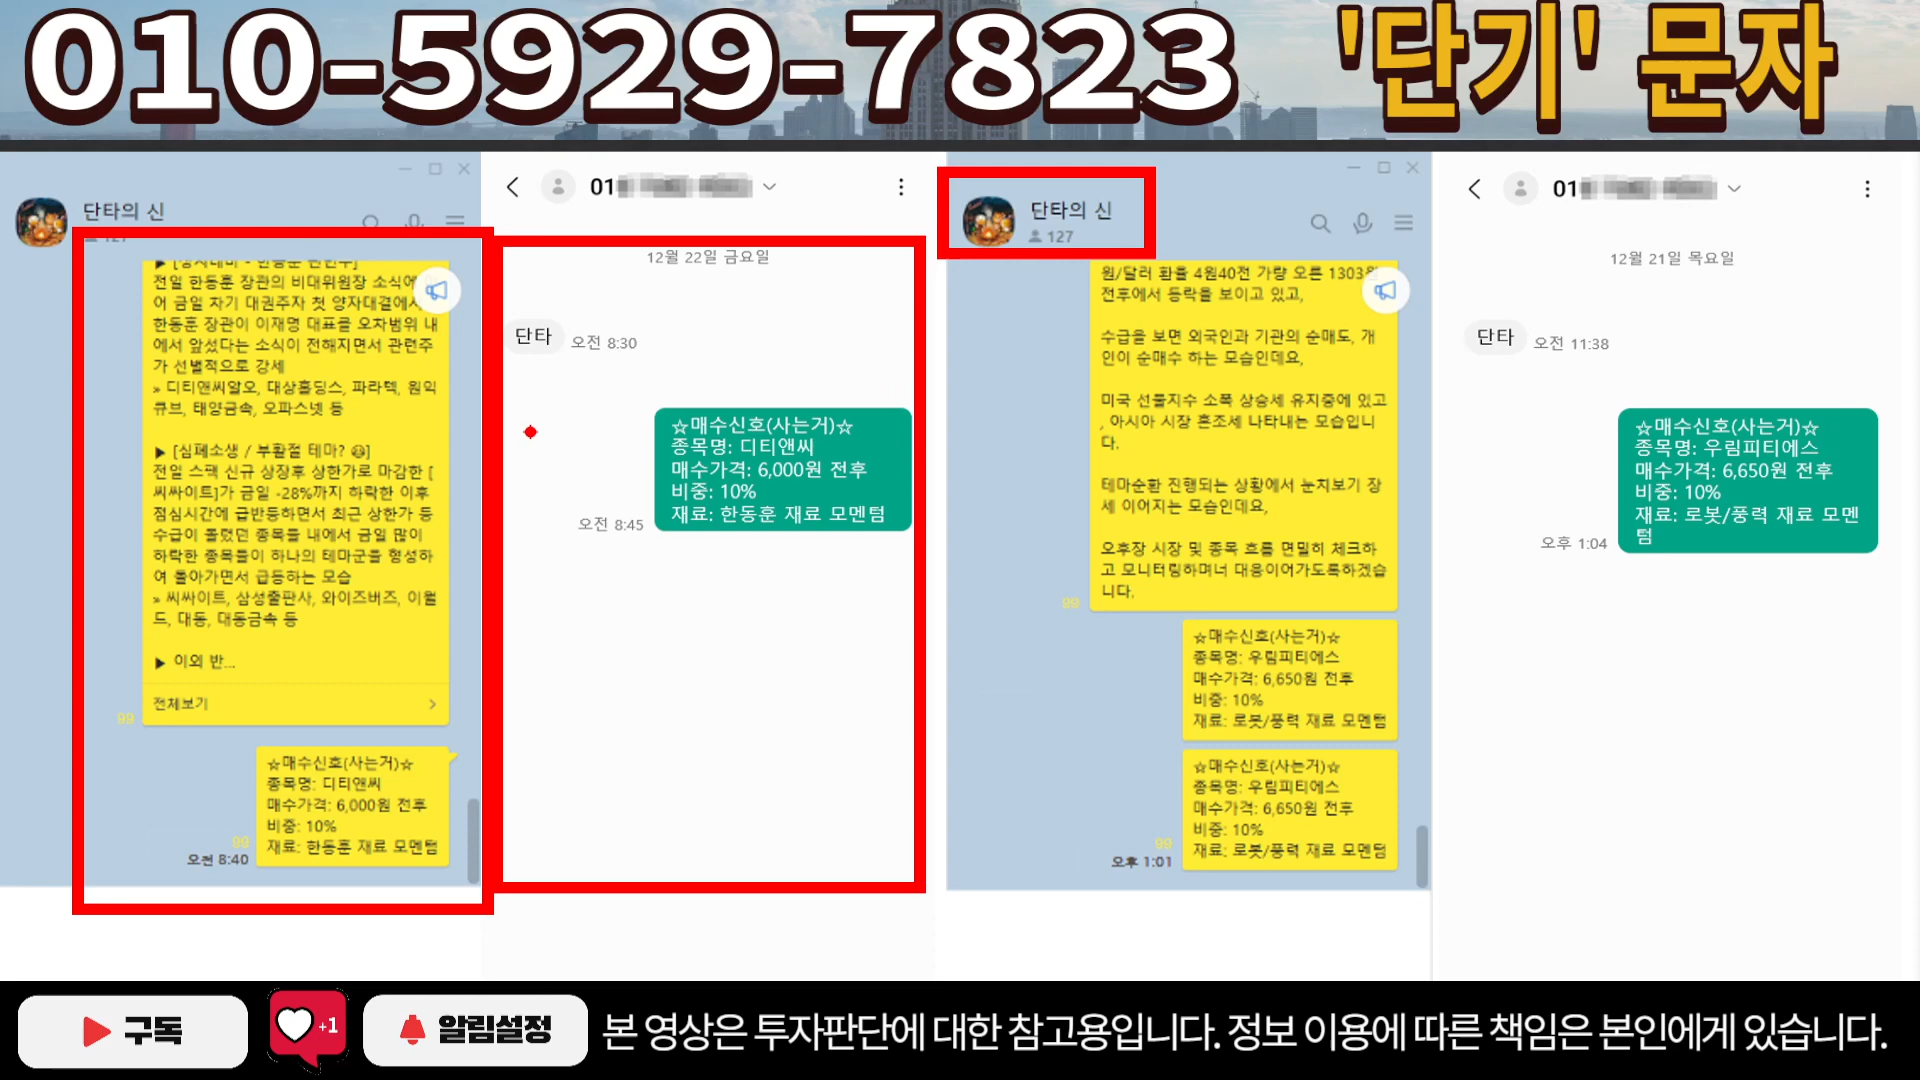 010-5929-7823 '단기' 문자
단타의 신
127
전일 한동훈 장관의 비대위원장 소식에
어 금일 차기 대권주자 첫 양자대결에서
한동훈 장관이 이재명 대표를 오차범위 내
에서 앞섰다는 소식이 전해지면서 관련주
가 선별적으로 강세
» 디티앤씨알오, 대상홀딩스, 파라텍, 원익
큐브, 태양금속, 오파스넷 등
▶ [심폐소생 / 부활절 테마? 😆]
전일 스팩 신규 상장후 상한가로 마감한 [
씨싸이트]가 금일 -28%까지 하락한 이후
점심시간에 급반등하면서 최근 상한가 등
수급이 몰렸던 종목들 내에서 금일 많이
하락한 종목들이 하나의 테마군을 형성하
여 돌아가면서 급등하는 모습
» 씨싸이트, 삼성출판사, 와이즈버즈, 이월
드, 대동, 대동금속 등
▶ 이외 반...
전체보기
99
☆매수신호(사는거)☆
종목명: 디티앤씨
매수가격: 6,000원 전후
비중: 10%
재료: 한동훈 재료 모멘텀
99
오전 8:40
01
12월 22일 금요일
단타 오전 8:30
☆매수신호(사는거)☆
종목명: 디티앤씨
매수가격: 6,000원 전후
비중: 10%
재료: 한동훈 재료 모멘텀
오전 8:45
단타의 신
127
원/달러 환율 4원40전 가량 오른 1303원
전후에서 등락을 보이고 있고,
수급을 보면 외국인과 기관의 순매도, 개
인이 순매수 하는 모습인데요,
미국 선물지수 소폭 상승세 유지중에 있고
, 아시아 시장 혼조세 나타내는 모습입니
다.
테마순환 진행되는 상황에서 눈치보기 장
세 이어지는 모습인데요,
오후장 시장 및 종목 흐름 면밀히 체크하
고 모니터링하며너 대응이어가도록하겠습
니다.
99
☆매수신호(사는거)☆
종목명: 우림피티에스
매수가격: 6,650원 전후
비중: 10%
재료: 로봇/풍력 재료 모멘텀
☆매수신호(사는거)☆
종목명: 우림피티에스
매수가격: 6,650원 전후
비중: 10%
재료: 로봇/풍력 재료 모멘텀
99
오후 1:01
01
12월 21일 목요일
단타 오전 11:38
☆매수신호(사는거)☆
종목명: 우림피티에스
매수가격: 6,650원 전후
비중: 10%
재료: 로봇/풍력 재료 모멘
텀
오후 1:04
구독 +1 알림설정 본 영상은 투자판단에 대한 참고용입니다. 정보 이용에 따른 책임은 본인에게 있습니다.